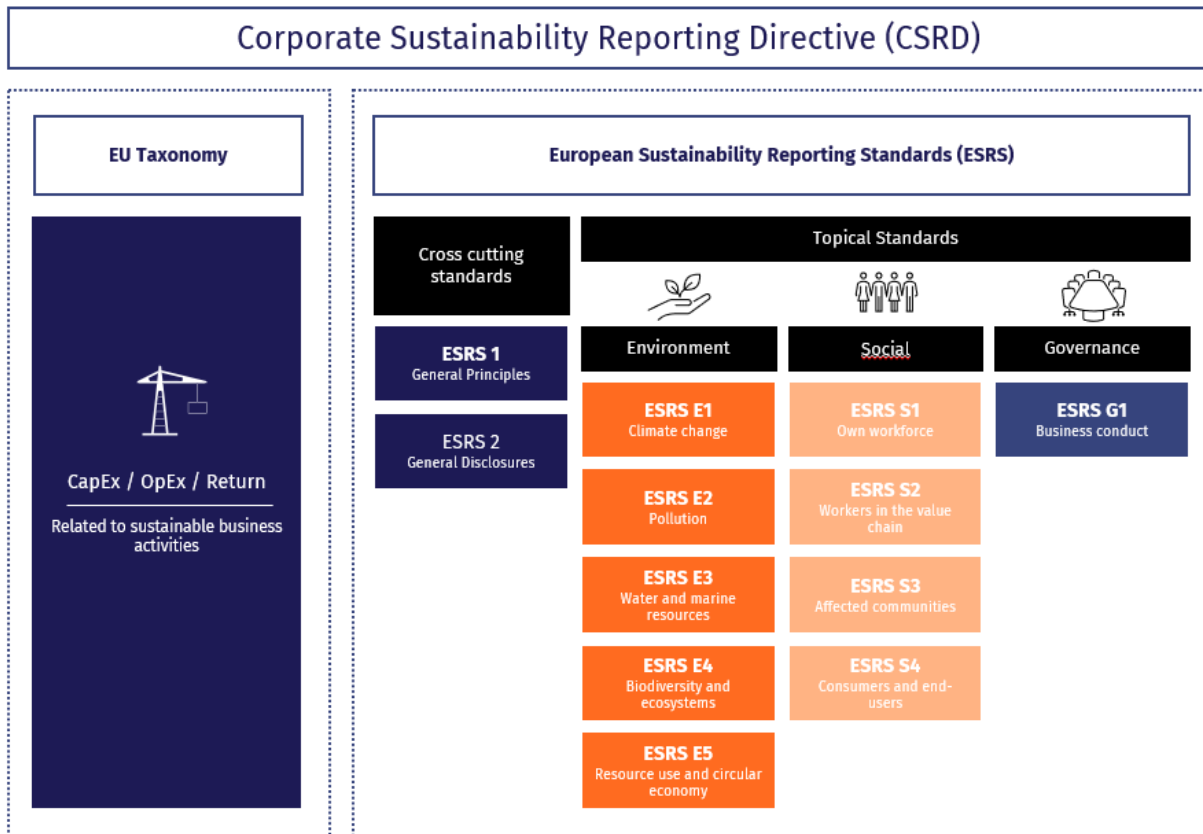 Corporate Sustainability Reporting Directive (CSRD)
EU Taxonomy
CapEx / OpEx / Return
Related to sustainable business
activities
European Sustainability Reporting Standards (ESRS)
Cross cutting
standards
ESRS 1
General Principles
ESRS 2
General Disclosures
Topical Standards
Environment
ESRS E1
Climate change
ESRS E2
Pollution
ESRS E3
Water and marine
resources
ESRS E4
Biodiversity and
ecosystems
ESRS E5
Resource use and circular
economy
Social
ESRS S1
Own workforce
ESRS S2
Workers in the value
chain
ESRS S3
Affected communities
ESRS S4
Consumers and end-
users
Governance
ESRS G1
Business conduct